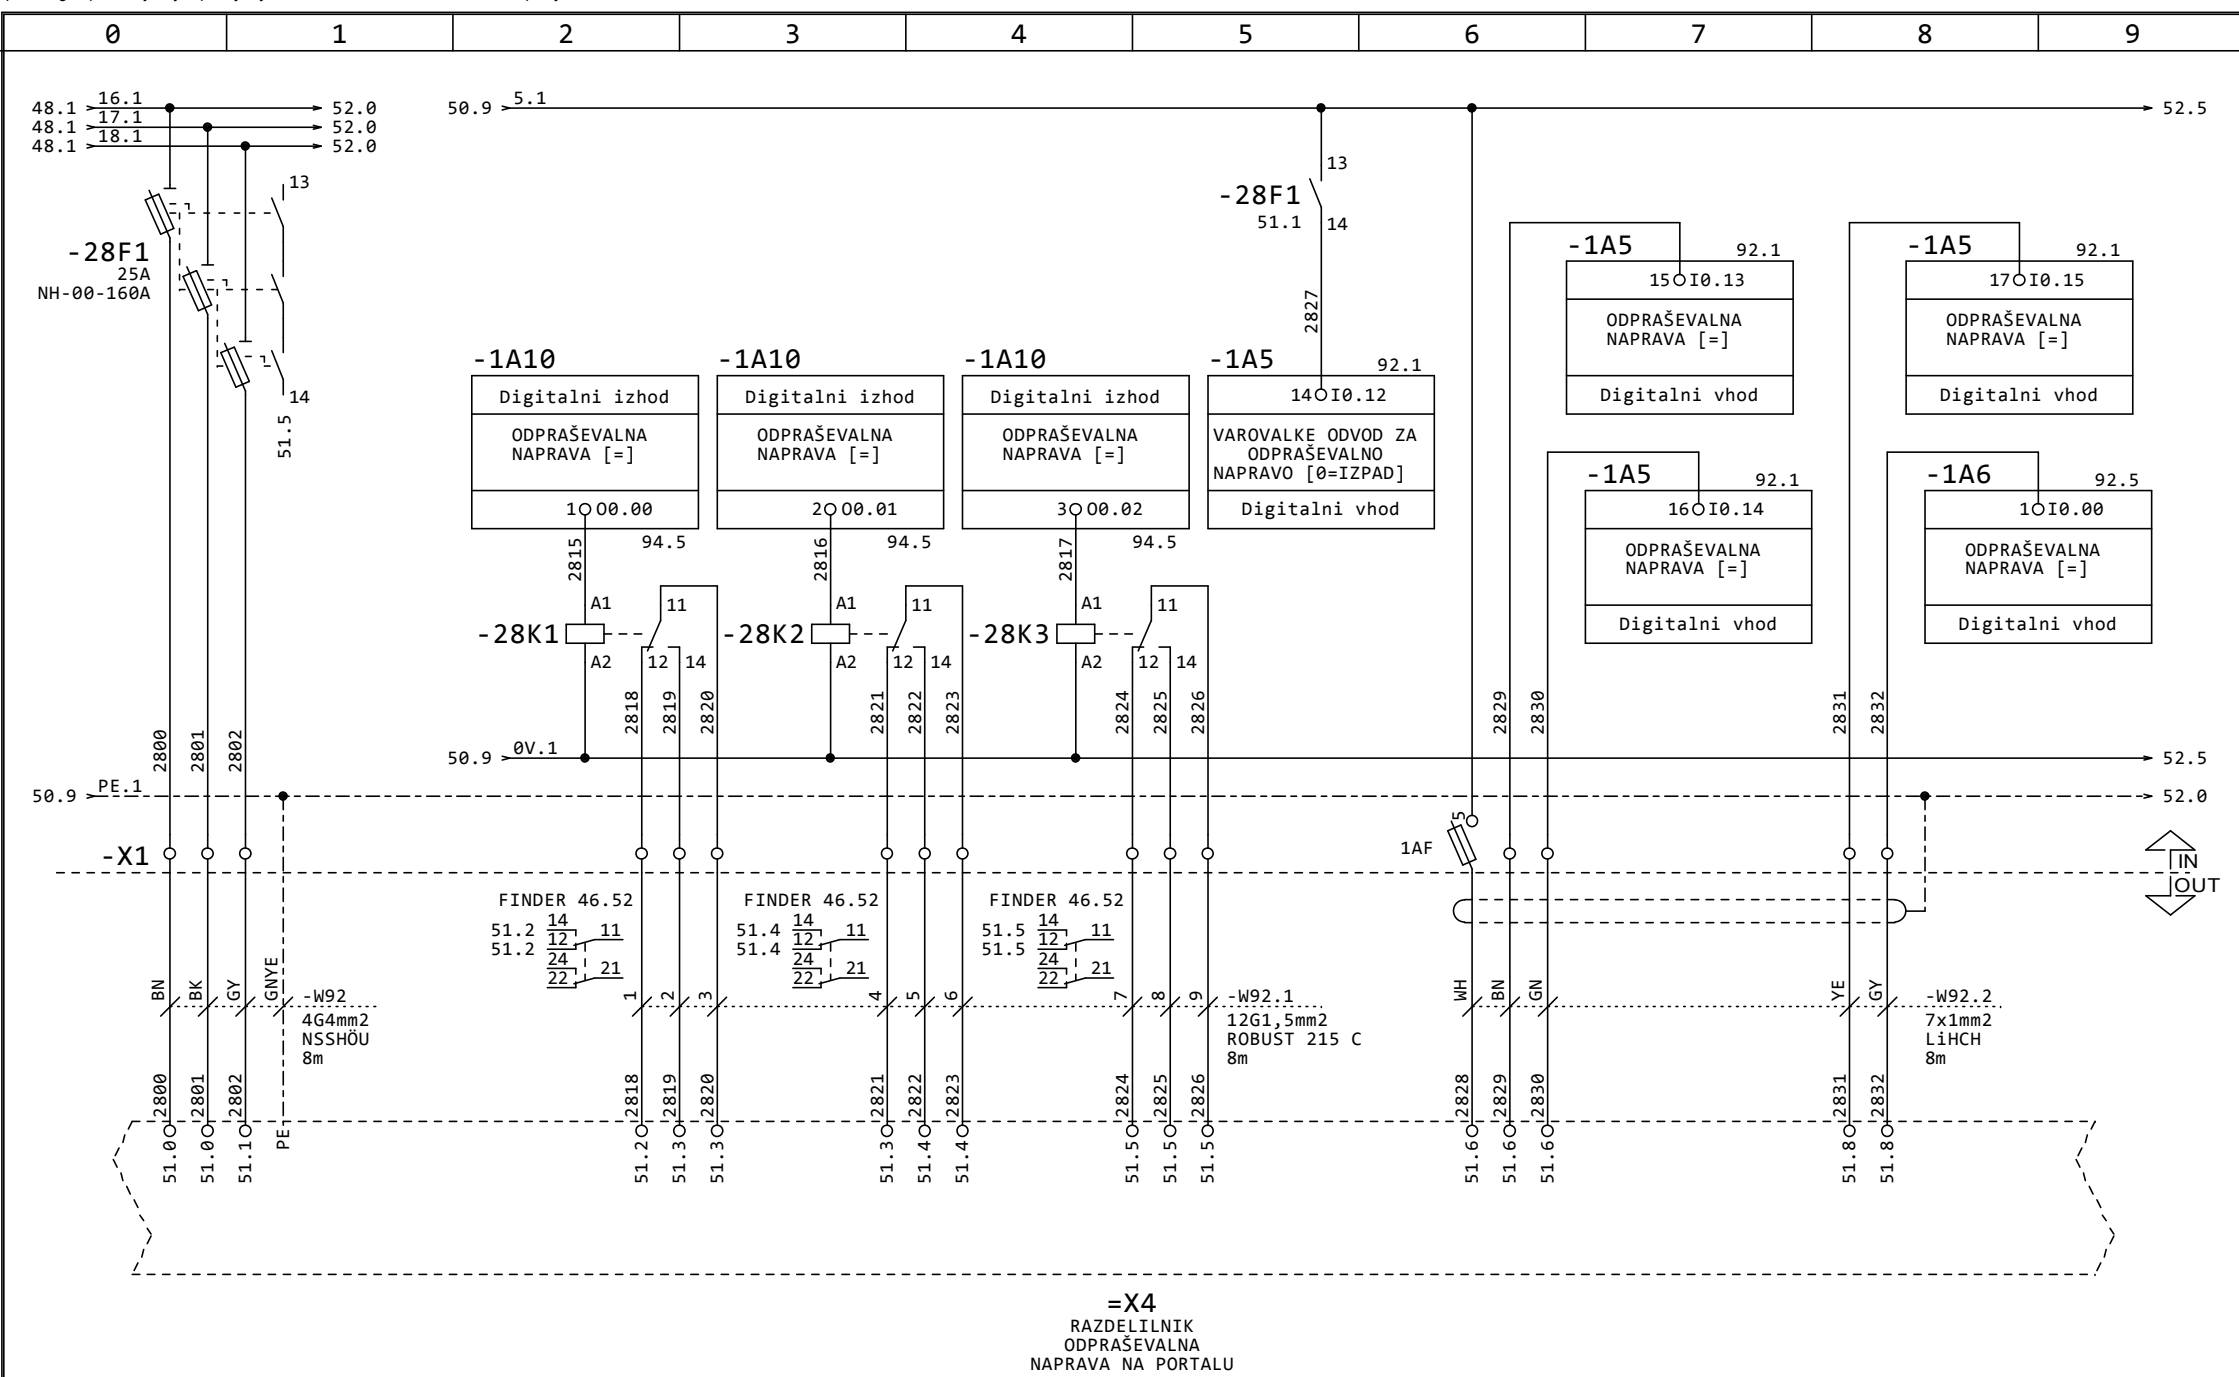 0 1 2 3 4 5 6 7 8 9
48.1 16.1 52.0
48.1 17.1 52.0
48.1 18.1 52.0
50.9 5.1 52.5
13
-28F1
25A
NH-00-160A
14
51.5
13
-28F1
51.1 14
2827
-1A10
Digitalni izhod
ODPRAŠEVALNA
NAPRAVA [=]
1 O0.00
94.5
-1A10
Digitalni izhod
ODPRAŠEVALNA
NAPRAVA [=]
2 O0.01
94.5
-1A10
Digitalni izhod
ODPRAŠEVALNA
NAPRAVA [=]
3 O0.02
94.5
-1A5 92.1
14 I0.12
VAROVALKE ODVOD ZA
ODPRAŠEVALNO
NAPRAVO [0=IZPAD]
Digitalni vhod
-1A5 92.1
15 I0.13
ODPRAŠEVALNA
NAPRAVA [=]
Digitalni vhod
-1A5 92.1
17 I0.15
ODPRAŠEVALNA
NAPRAVA [=]
Digitalni vhod
-1A5 92.1
16 I0.14
ODPRAŠEVALNA
NAPRAVA [=]
Digitalni vhod
-1A6 92.5
1 I0.00
ODPRAŠEVALNA
NAPRAVA [=]
Digitalni vhod
2815 2816 2817
A1 11 A1 11 A1 11
-28K1 -28K2 -28K3
A2 12 14 A2 12 14 A2 12 14
2818 2819 2820 2821 2822 2823 2824 2825 2826 2829 2830 2831 2832
2800 2801 2802
50.9 0V.1 52.5
50.9 PE.1 52.0
-X1
5
1AF
IN
OUT
FINDER 46.52
51.2 14 11
51.2 12
24 21
22
FINDER 46.52
51.4 14 11
51.4 12
24 21
22
FINDER 46.52
51.5 14 11
51.5 12
24 21
22
BN BK GY GNYE
-W92
4G4mm2
NSSHÖU
8m
1 2 3 4 5 6 7 8 9
-W92.1
12G1,5mm2
ROBUST 215 C
8m
WH BN GN YE GY
-W92.2
7x1mm2
LiHCH
8m
2800 2801 2802 2818 2819 2820 2821 2822 2823 2824 2825 2826 2828 2829 2830 2831 2832
51.0 51.0 51.1 PE 51.2 51.3 51.3 51.3 51.4 51.4 51.5 51.5 51.5 51.6 51.6 51.6 51.8 51.8
=X4
RAZDELILNIK
ODPRAŠEVALNA
NAPRAVA NA PORTALU